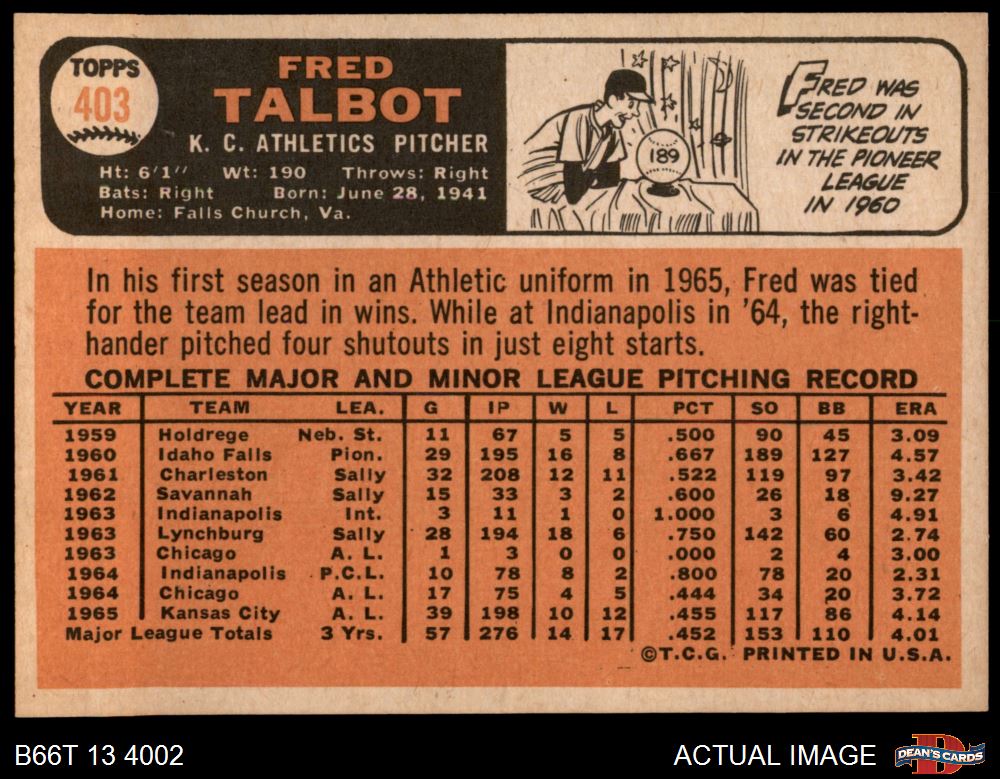 TOPPS
403
FRED
TALBOT
K. C. ATHLETICS PITCHER
Ht: 6'1" Wt: 190 Throws: Right
Bats: Right Born: June 28, 1941
Home: Falls Church, Va.
189
FRED WAS
SECOND IN
STRIKEOUTS
IN THE PIONEER
LEAGUE
IN 1960
In his first season in an Athletic uniform in 1965, Fred was tied
for the team lead in wins. While at Indianapolis in '64, the right-
hander pitched four shutouts in just eight starts.
COMPLETE MAJOR AND MINOR LEAGUE PITCHING RECORD
YEAR TEAM LEA. G IP W L PCT SO BB ERA
1959 Holdrege Neb. St. 11 67 5 5 .500 90 45 3.09
1960 Idaho Falls Pion. 29 195 16 8 .667 189 127 4.57
1961 Charleston Sally 32 208 12 11 .522 119 97 3.42
1962 Savannah Sally 15 33 3 2 .600 26 18 9.27
1963 Indianapolis Int. 3 11 1 0 1.000 3 6 4.91
1963 Lynchburg Sally 28 194 18 6 .750 142 60 2.74
1963 Chicago A. L. 1 3 0 0 .000 2 4 3.00
1964 Indianapolis P.C.L. 10 78 8 2 .800 78 20 2.31
1964 Chicago A. L. 17 75 4 5 .444 34 20 3.72
1965 Kansas City A. L. 39 198 10 12 .455 117 86 4.14
Major League Totals 3 Yrs. 57 276 14 17 .452 153 110 4.01
©T.C.G. PRINTED IN U.S.A.
B66T 13 4002
ACTUAL IMAGE
D
DEAN'S CARDS